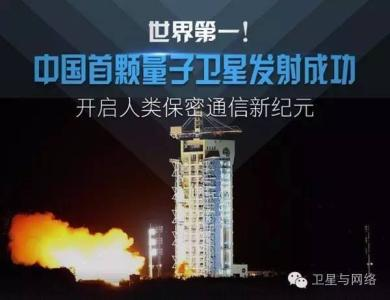 世界第一!
中国首颗量子卫星发射成功
开启人类保密通信新纪元
卫星与网络